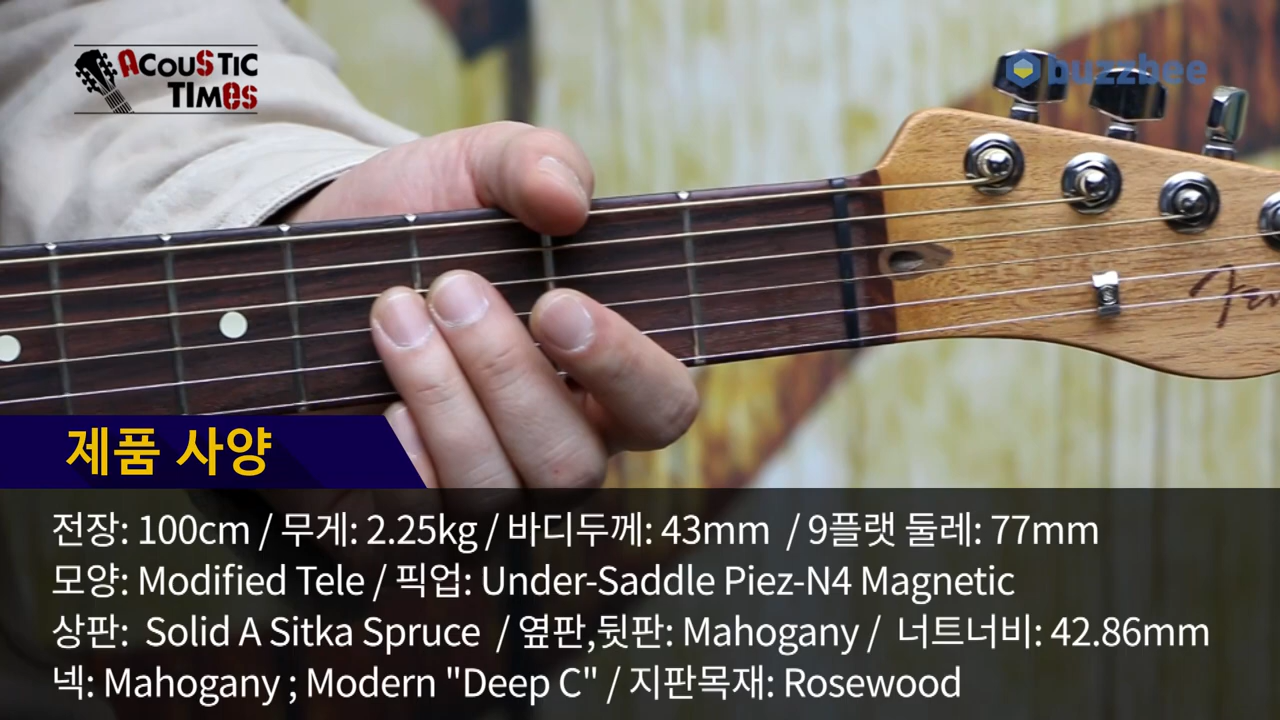 ACOUSTIC
TIMES
buzzbee
제품 사양
전장: 100cm / 무게: 2.25kg / 바디두께: 43mm / 9플랫 둘레: 77mm
모양: Modified Tele / 픽업: Under-Saddle Piez-N4 Magnetic
상판: Solid A Sitka Spruce / 옆판,뒷판: Mahogany / 너트너비: 42.86mm
넥: Mahogany ; Modern "Deep C" / 지판목재: Rosewood